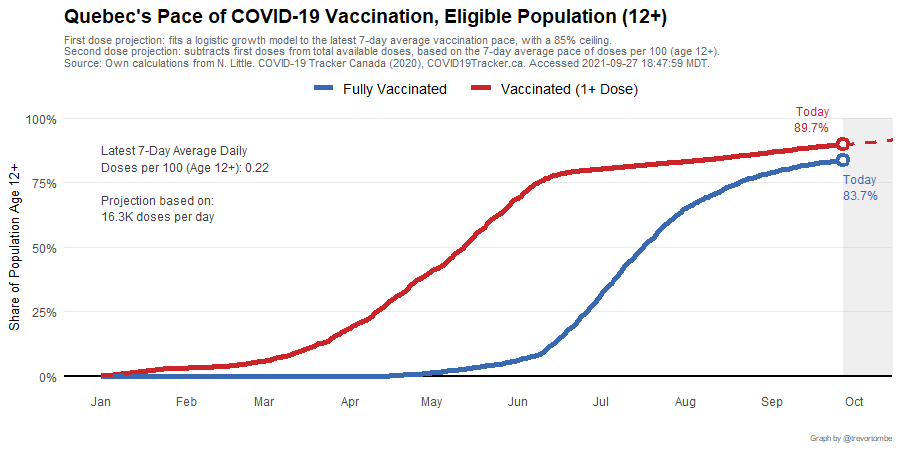 Quebec's Pace of COVID-19 Vaccination, Eligible Population (12+)
First dose projection: fits a logistic growth model to the latest 7-day average vaccination pace, with a 85% ceiling.
Second dose projection: subtracts first doses from total available doses, based on the 7-day average pace of doses per 100 (age 12+).
Source: Own calculations from N. Little. COVID-19 Tracker Canada (2020), COVID19Tracker.ca. Accessed 2021-09-27 18:47:59 MDT.
Fully Vaccinated Vaccinated (1+ Dose)
Today
89.7%
Latest 7-Day Average Daily
Doses per 100 (Age 12+): 0.22
Projection based on:
16.3K doses per day
Today
83.7%
Share of Population Age 12+
100%
75%
50%
25%
0%
Jan Feb Mar Apr May Jun Jul Aug Sep Oct
Graph by @trevortombe